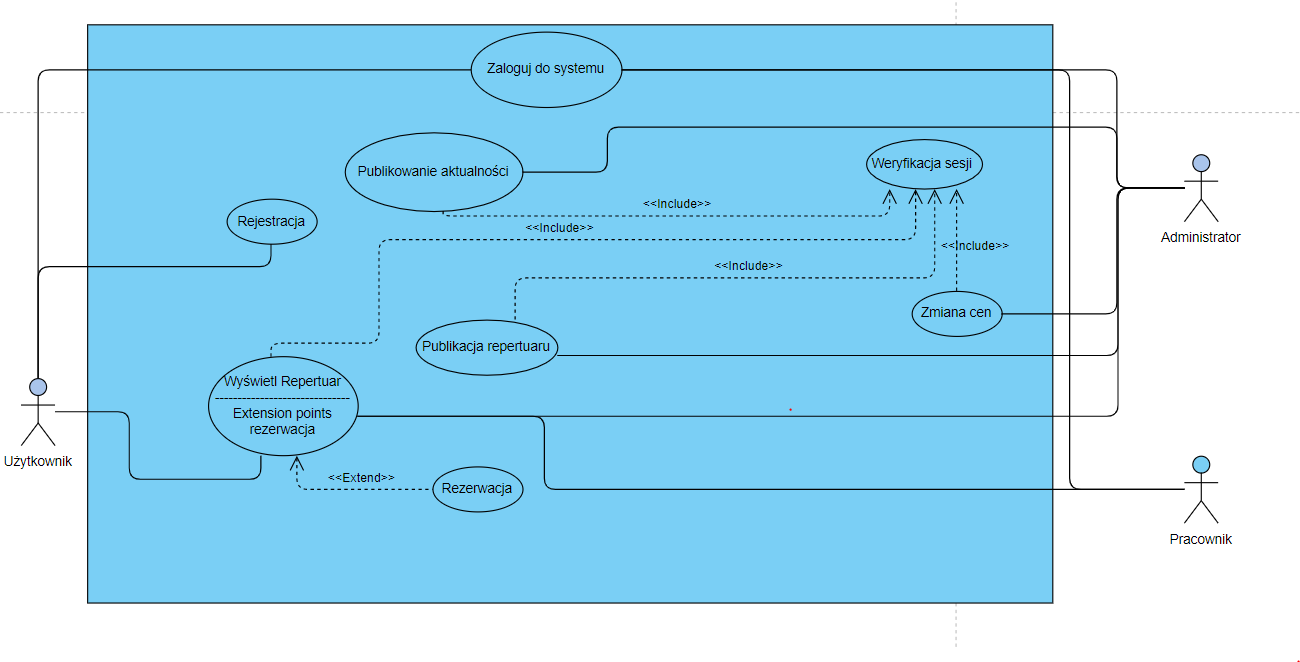 Zaloguj do systemu
Publikowanie aktualności
Weryfikacja sesji
<<Include>>
Rejestracja
<<Include>>
Administrator
<<Include>>
<<Include>>
Zmiana cen
Publikacja repertuaru
Wyświetl Repertuar
Extension points
rezerwacja
Użytkownik
<<Extend>>
Rezerwacja
Pracownik